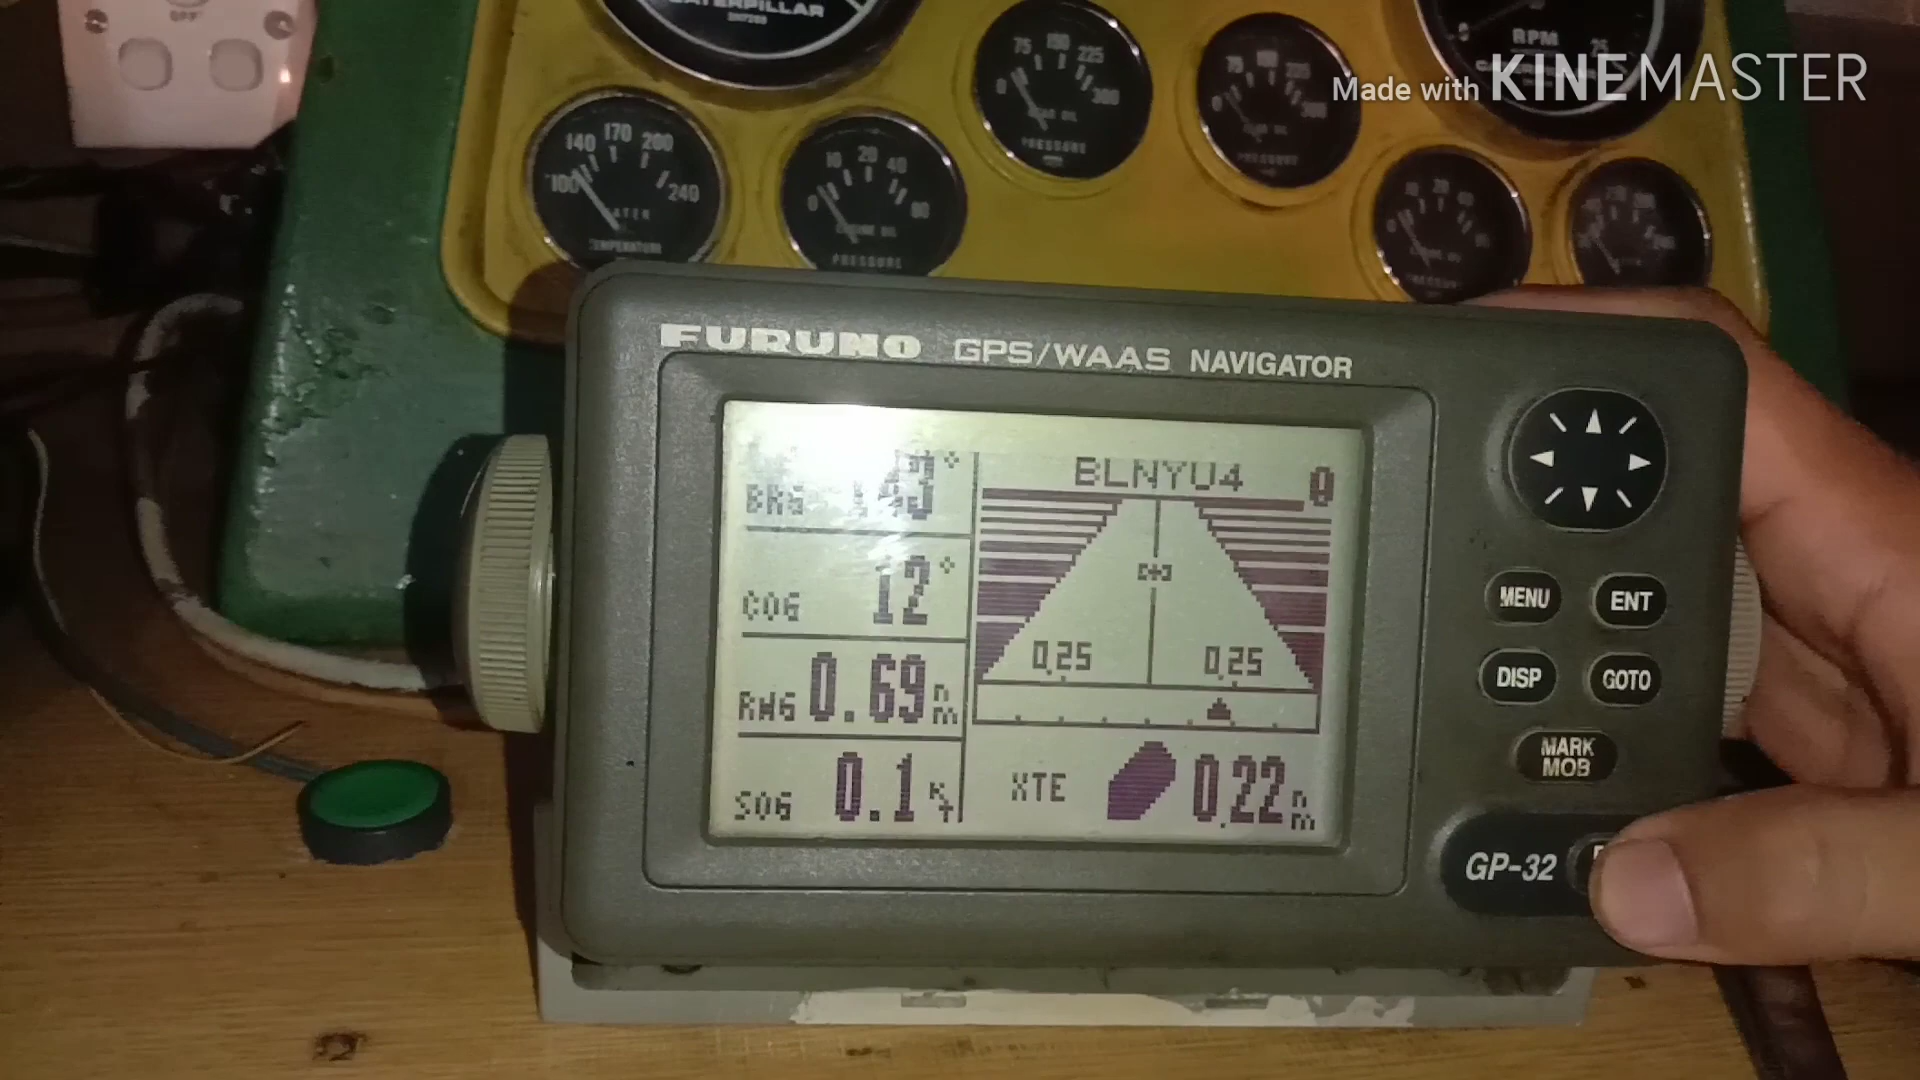 OFF
CATERPILLAR
Made with KINEMASTER
RPM
75 150 225
0 300
PRESSURE
140 170 200
100 240
WATER
TEMPERATURE
10 20 40
0 80
ENGINE OIL
PRESSURE
FURUNO GPS/WAAS NAVIGATOR
BRG
BLNYU4
COG 12°
0.25 0.25
RNG 0.69 nm
SOG 0.1 kt
XTE 0.22 nm
MENU ENT
DISP GOTO
MARK
MOB
GP-32